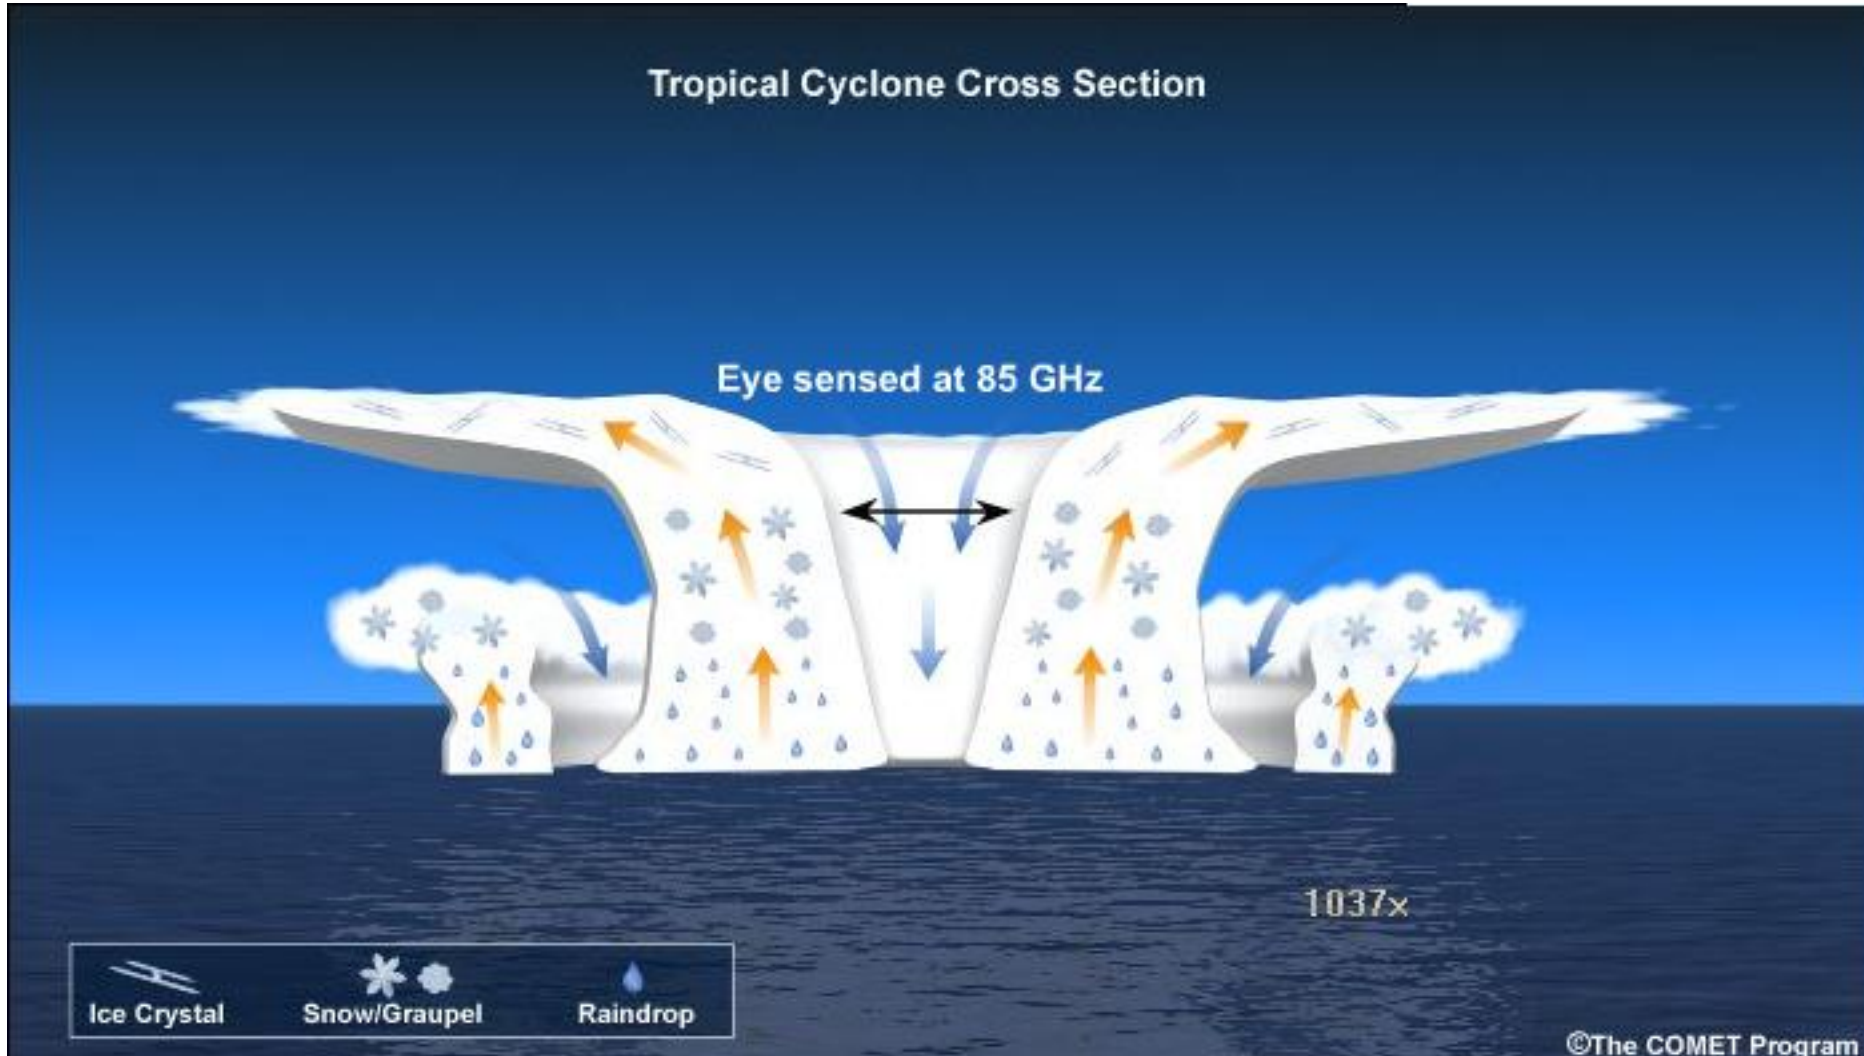 Tropical Cyclone Cross Section
Eye sensed at 85 GHz
1037x
Ice Crystal
Snow/Graupel
Raindrop
©The COMET Program